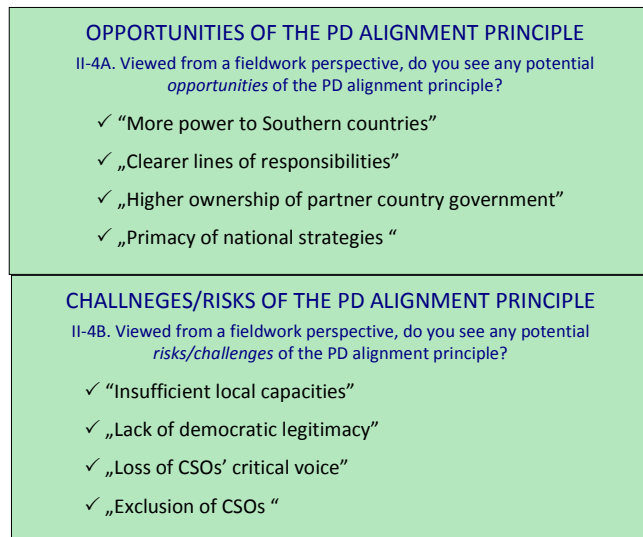 OPPORTUNITIES OF THE PD ALIGNMENT PRINCIPLE
II-4A. Viewed from a fieldwork perspective, do you see any potential
opportunities of the PD alignment principle?
✓ “More power to Southern countries”
✓ „Clearer lines of responsibilities”
✓ „Higher ownership of partner country government”
✓ „Primacy of national strategies “
CHALLNEGES/RISKS OF THE PD ALIGNMENT PRINCIPLE
II-4B. Viewed from a fieldwork perspective, do you see any potential
risks/challenges of the PD alignment principle?
✓ “Insufficient local capacities”
✓ „Lack of democratic legitimacy”
✓ „Loss of CSOs’ critical voice”
✓ „Exclusion of CSOs “